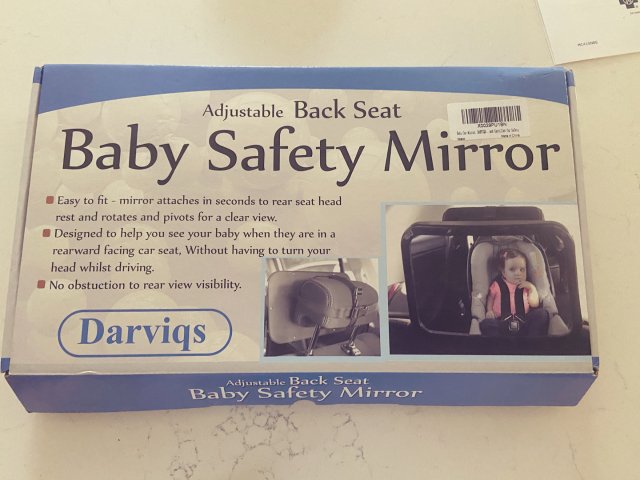 Adjustable Back Seat
Baby Safety Mirror
Easy to fit - mirror attaches in seconds to rear seat head
rest and rotates and pivots for a clear view.
Designed to help you see your baby when they are in a
rearward facing car seat, Without having to turn your
head whilst driving.
No obstuction to rear view visibility.
Darviqs
Adjustable Back Seat
Baby Safety Mirror